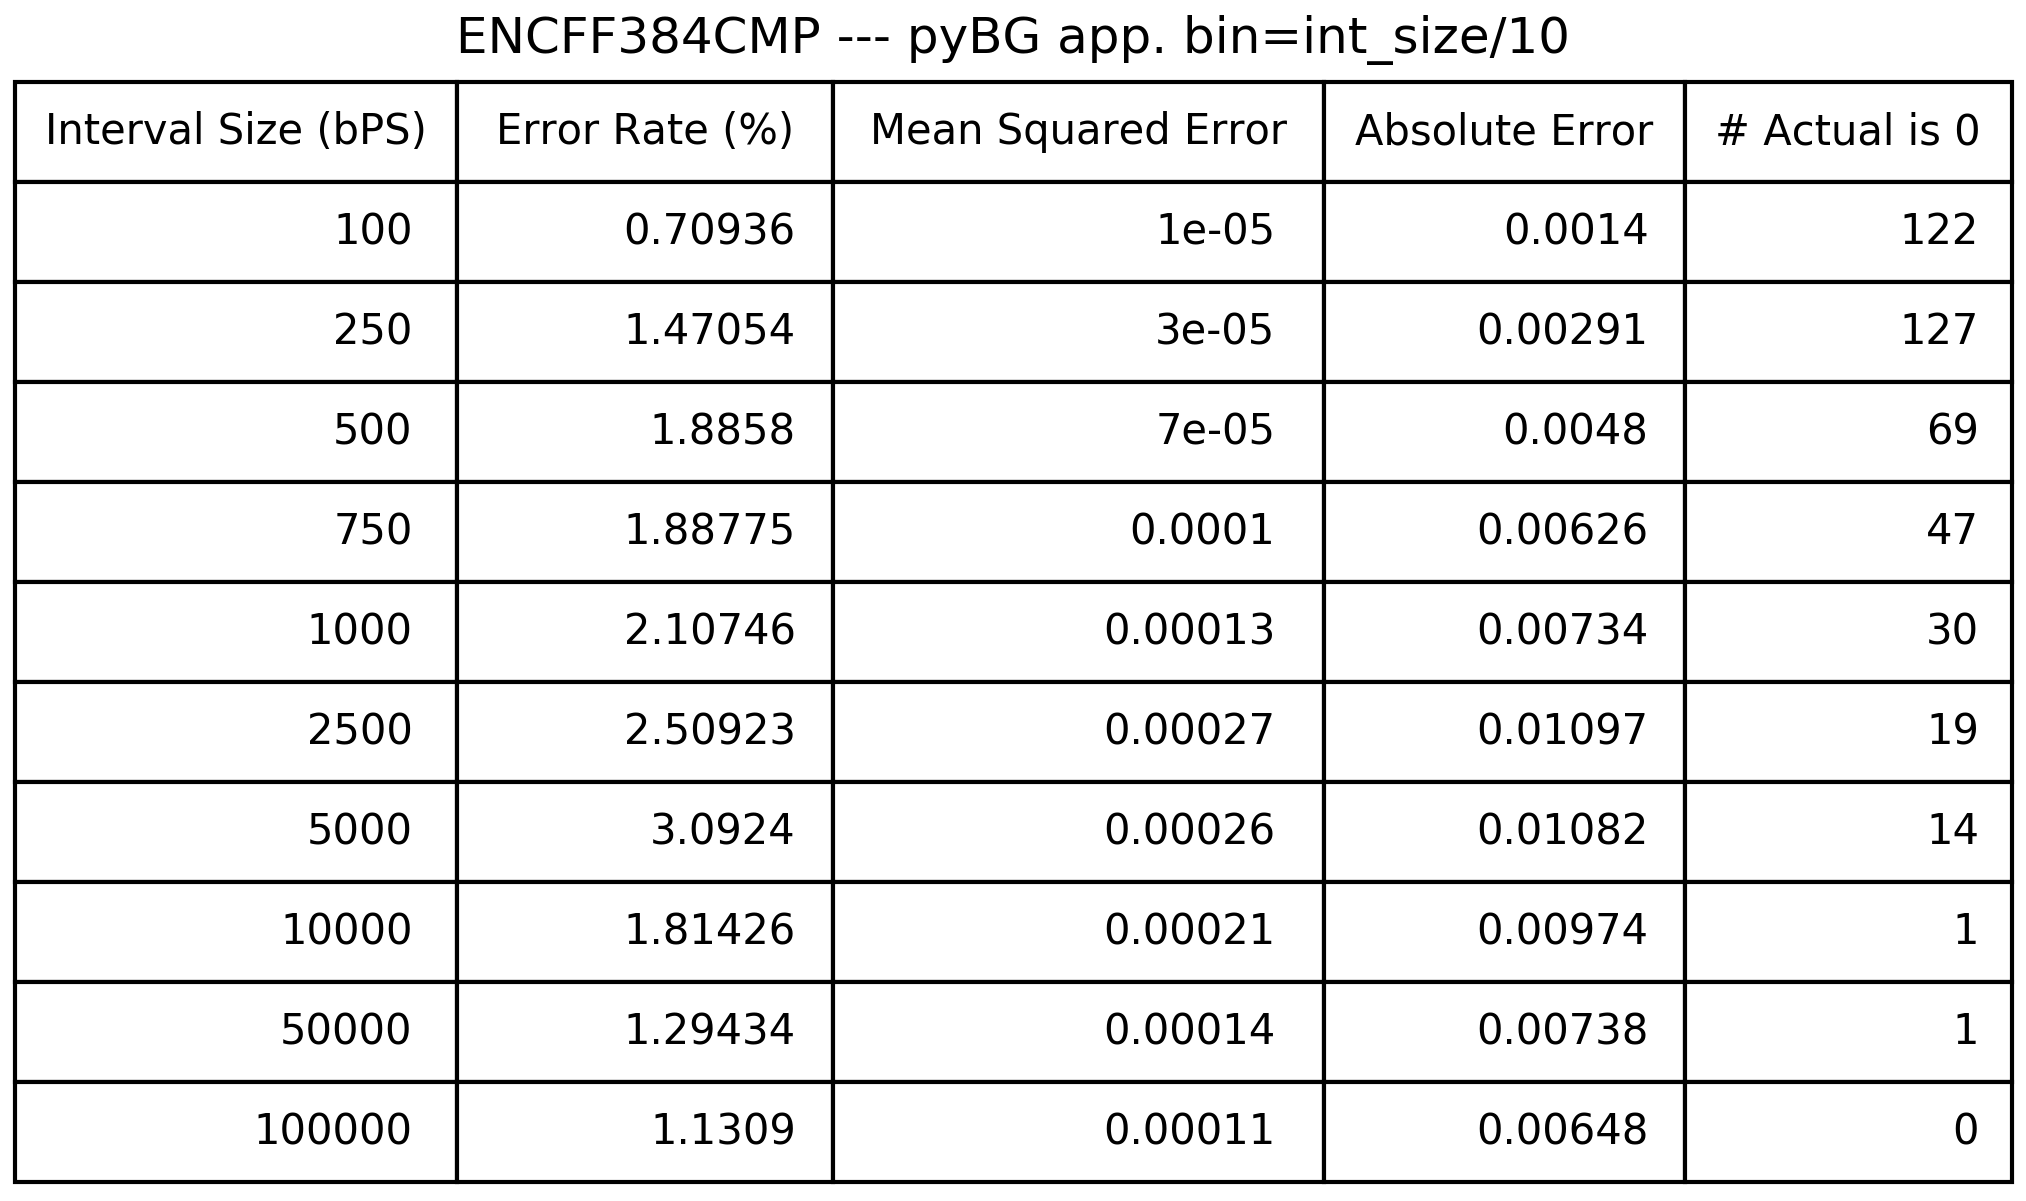 ENCFF384CMP --- pyBG app. bin=int_size/10
Interval Size (bPS) Error Rate (%) Mean Squared Error Absolute Error # Actual is 0
100 0.70936 1e-05 0.0014 122
250 1.47054 3e-05 0.00291 127
500 1.8858 7e-05 0.0048 69
750 1.88775 0.0001 0.00626 47
1000 2.10746 0.00013 0.00734 30
2500 2.50923 0.00027 0.01097 19
5000 3.0924 0.00026 0.01082 14
10000 1.81426 0.00021 0.00974 1
50000 1.29434 0.00014 0.00738 1
100000 1.1309 0.00011 0.00648 0